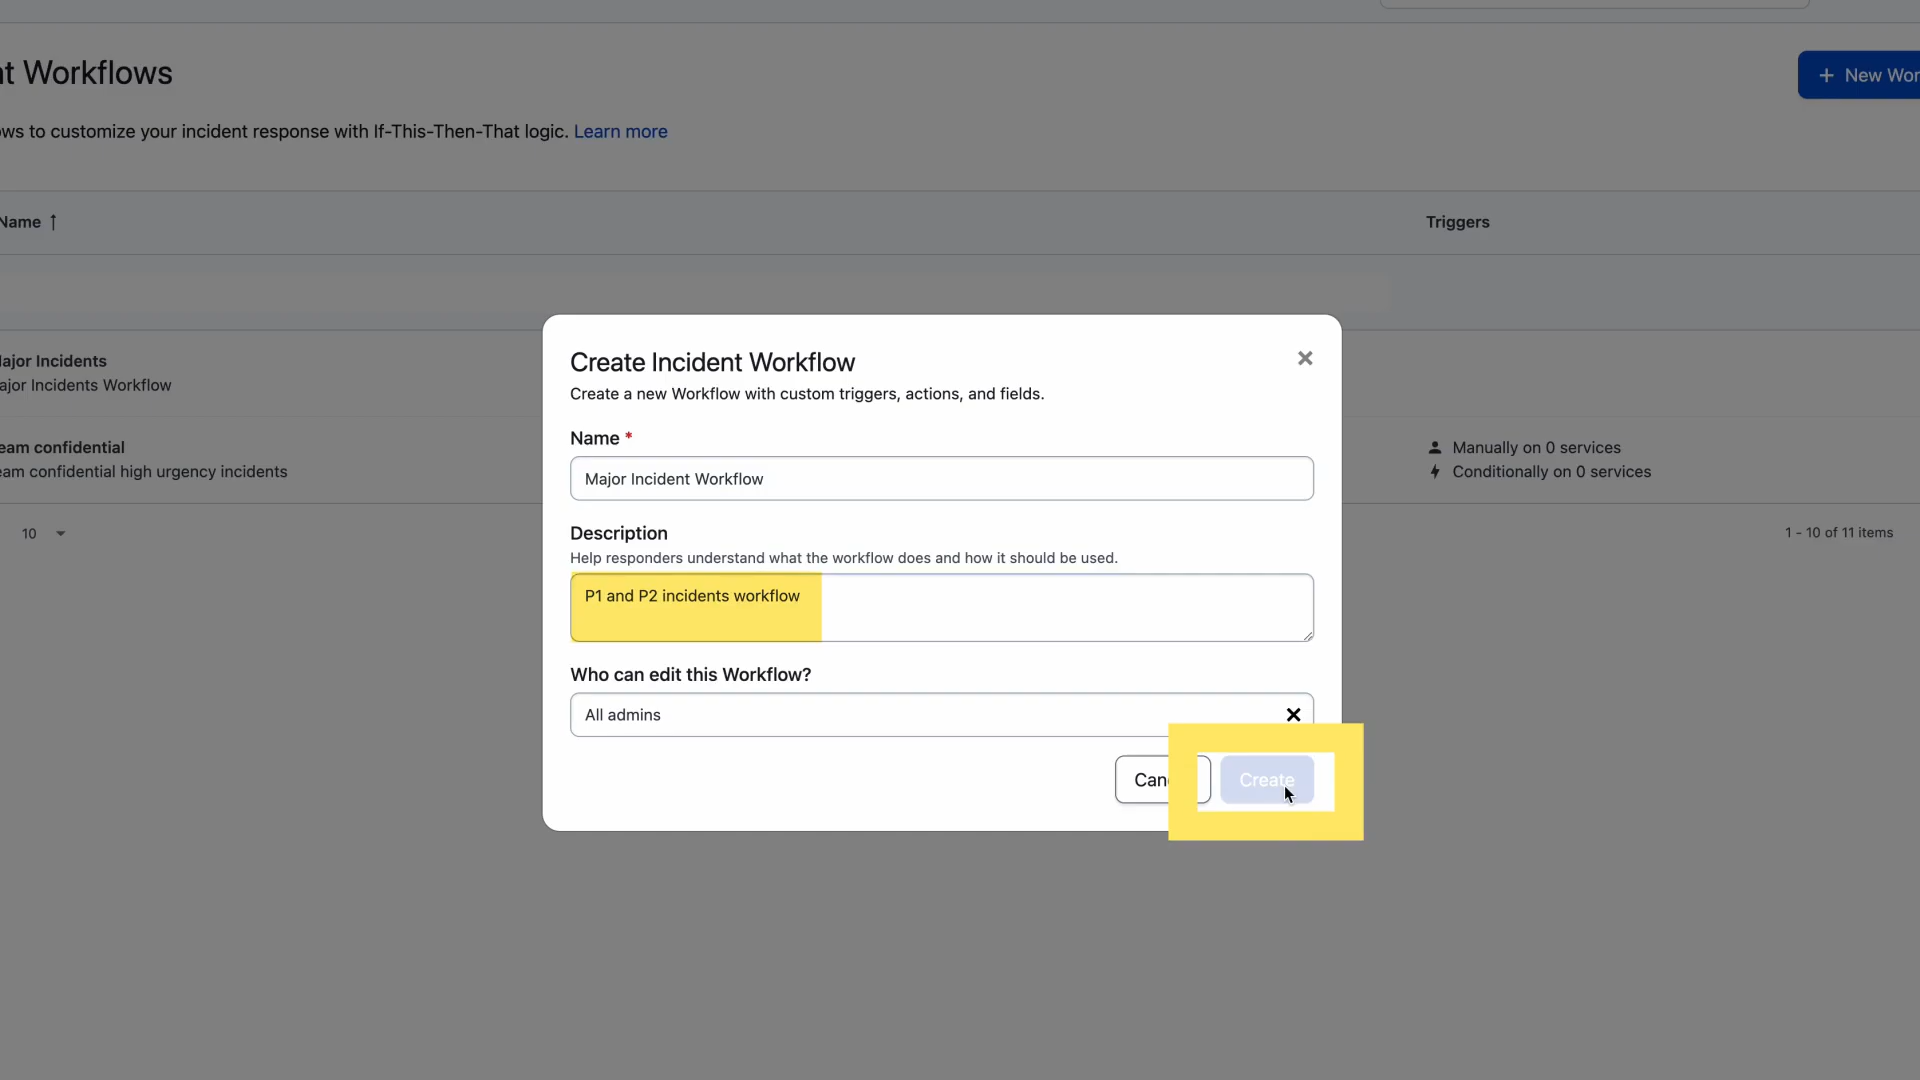 t Workflows
+ New Wor
ws to customize your incident response with If-This-Then-That logic. Learn more
Name ↑
Triggers
ajor Incidents
ajor Incidents Workflow
eam confidential
eam confidential high urgency incidents
Manually on 0 services
Conditionally on 0 services
10
1 - 10 of 11 items
Create Incident Workflow
Create a new Workflow with custom triggers, actions, and fields.
Name *
Major Incident Workflow
Description
Help responders understand what the workflow does and how it should be used.
P1 and P2 incidents workflow
Who can edit this Workflow?
All admins
Can
Create